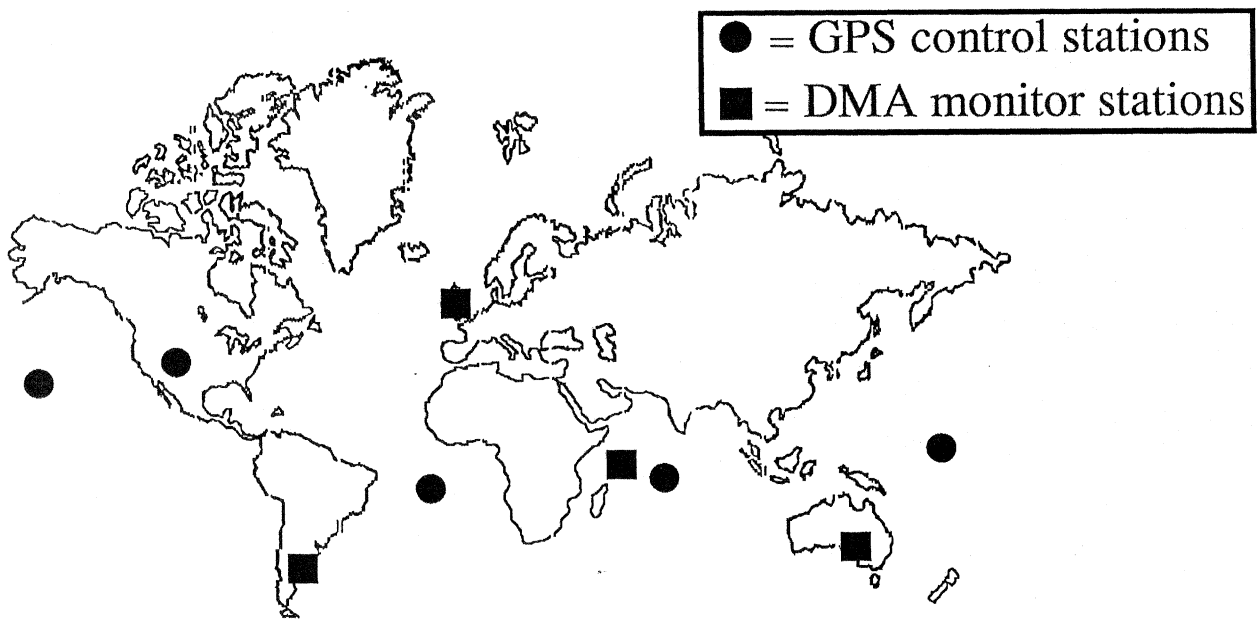 ● = GPS control stations
■ = DMA monitor stations